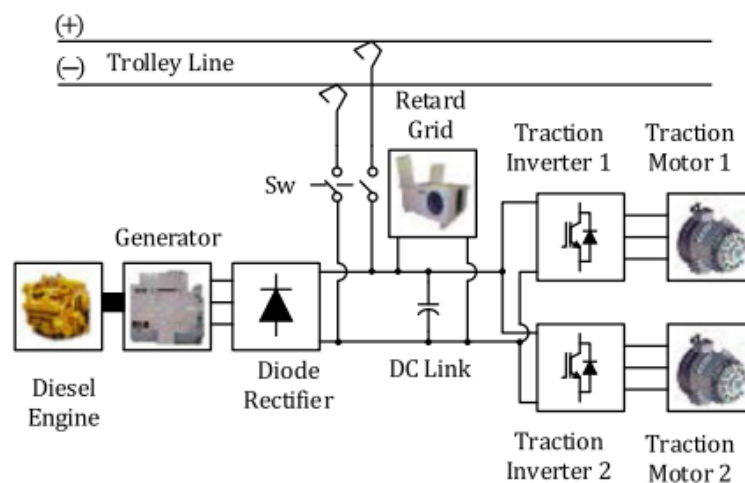 (+)
(−) Trolley Line
Retard
Grid
Traction
Inverter 1
Traction
Motor 1
Sw
Generator
Diesel
Engine
Diode
Rectifier
DC Link
Traction
Inverter 2
Traction
Motor 2